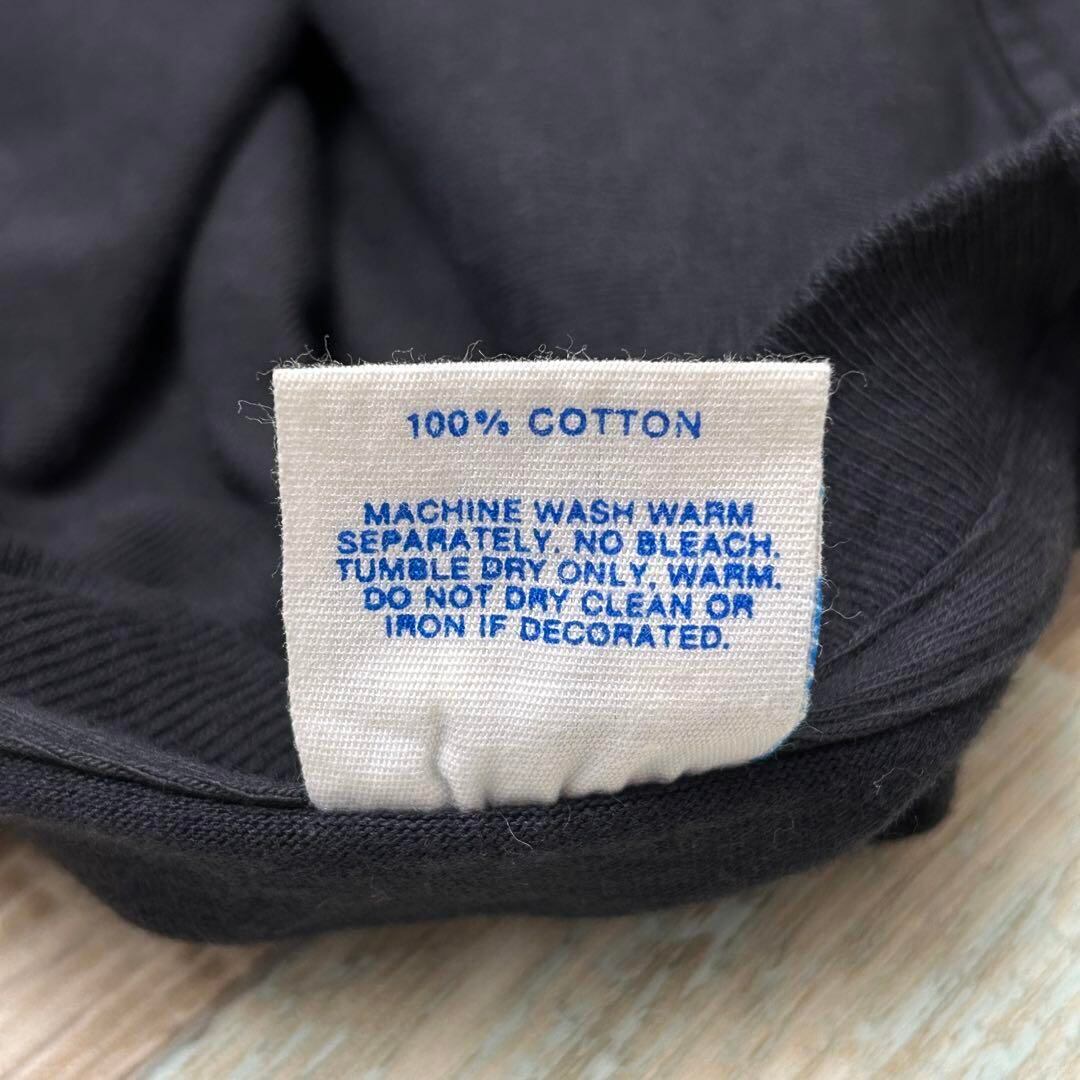 100% COTTON
MACHINE WASH WARM
SEPARATELY. NO BLEACH.
TUMBLE DRY ONLY, WARM.
DO NOT DRY CLEAN OR
IRON IF DECORATED.